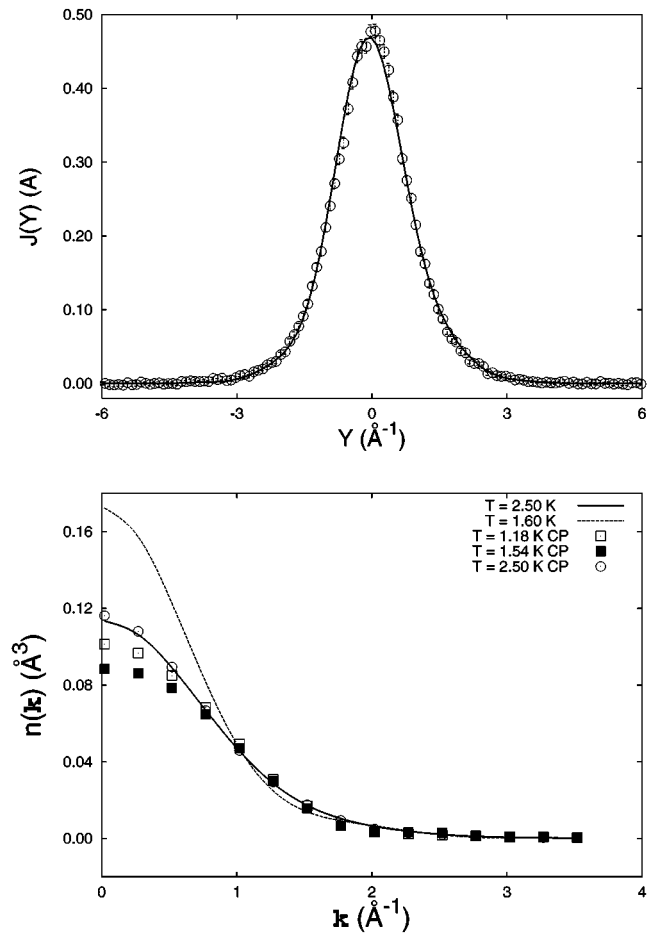 0.50
0.40
0.30
0.20
0.10
0.00
J(Y) (A)
-6
-3
0
3
6
Y (Å⁻¹)
0.16
0.12
0.08
0.04
0.00
n(k) (Å³)
T = 2.50 K
T = 1.60 K
T = 1.18 K CP
T = 1.54 K CP
T = 2.50 K CP
0
1
2
3
4
k (Å⁻¹)